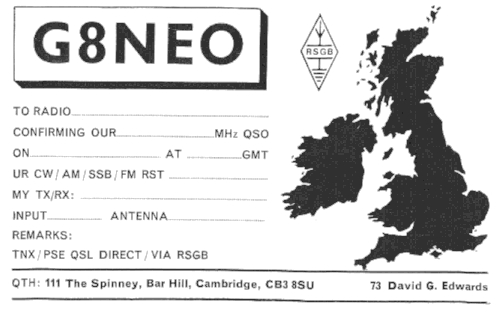 G8NEO
RSGB
TO RADIO
CONFIRMING OUR MHz QSO
ON AT GMT
UR CW/AM/SSB/FM RST
MY TX/RX:
INPUT ANTENNA
REMARKS:
TNX/PSE QSL DIRECT/VIA RSGB
QTH: 111 The Spinney, Bar Hill, Cambridge, CB3 8SU 73 David G. Edwards